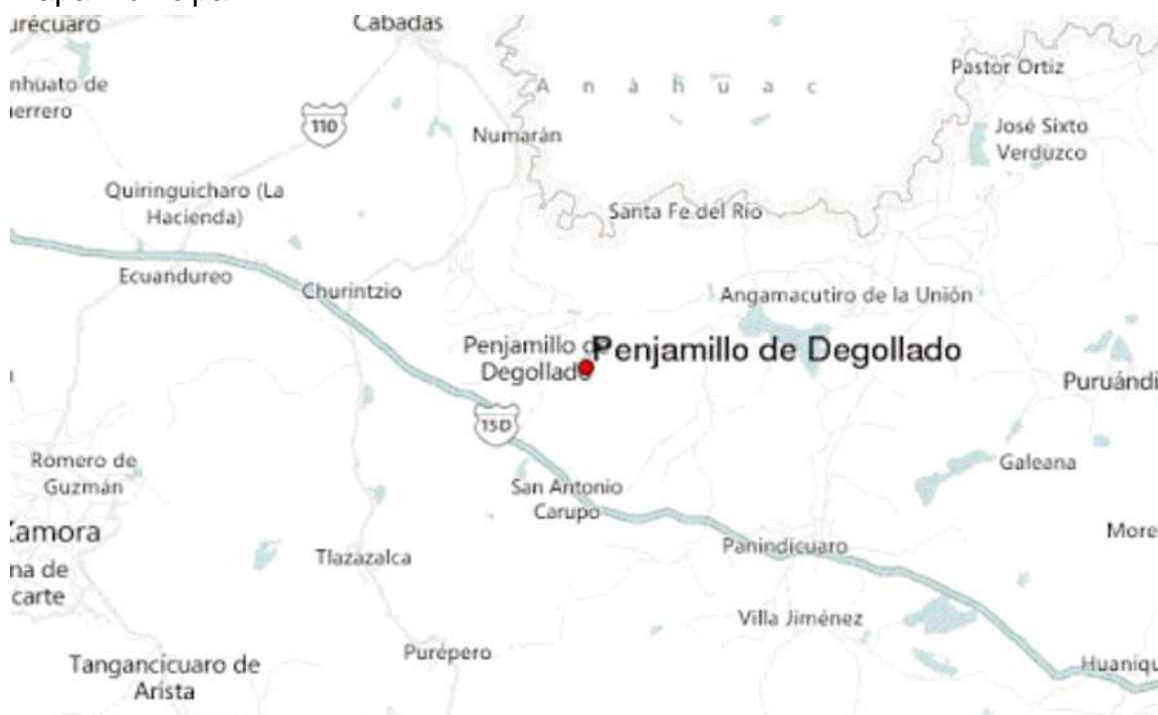 Cabadas
Pastor Ortiz
A n á h u a c
110
José Sixto
Verduzco
Numarán
Quiringuicharo (La
Hacienda)
Santa Fe del Río
Ecuandureo
Churintzio
Angamacutiro de la Unión
Penjamillo de
Degollado
Penjamillo de Degollado
15D
Romero de
Guzmán
Galeana
San Antonio
Carupo
Panindícuaro
Tlazazalca
Villa Jiménez
Purépero
Tangancícuaro de
Arista